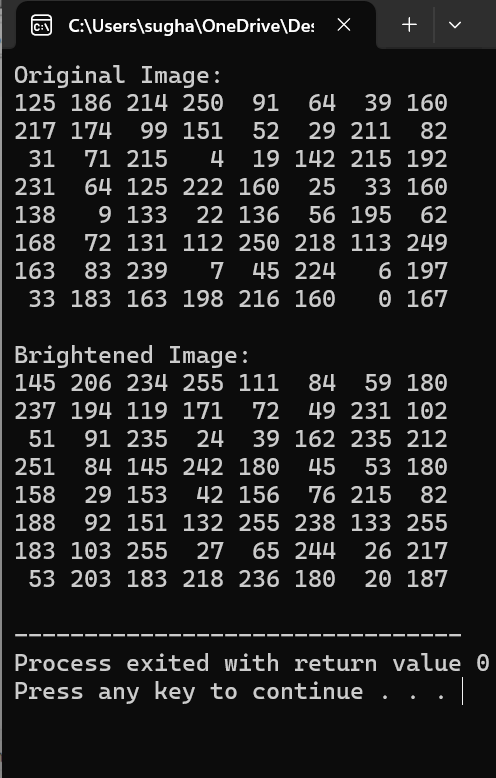 C:\Users\sugha\OneDrive\Des
Original Image:
125 186 214 250  91  64  39 160
217 174  99 151  52  29 211  82
 31  71 215   4  19 142 215 192
231  64 125 222 160  25  33 160
138   9 133  22 136  56 195  62
168  72 131 112 250 218 113 249
163  83 239   7  45 224   6 197
 33 183 163 198 216 160   0 167
Brightened Image:
145 206 234 255 111  84  59 180
237 194 119 171  72  49 231 102
 51  91 235  24  39 162 235 212
251  84 145 242 180  45  53 180
158  29 153  42 156  76 215  82
188  92 151 132 255 238 133 255
183 103 255  27  65 244  26 217
 53 203 183 218 236 180  20 187
--------------------------------
Process exited with return value 0
Press any key to continue . . .